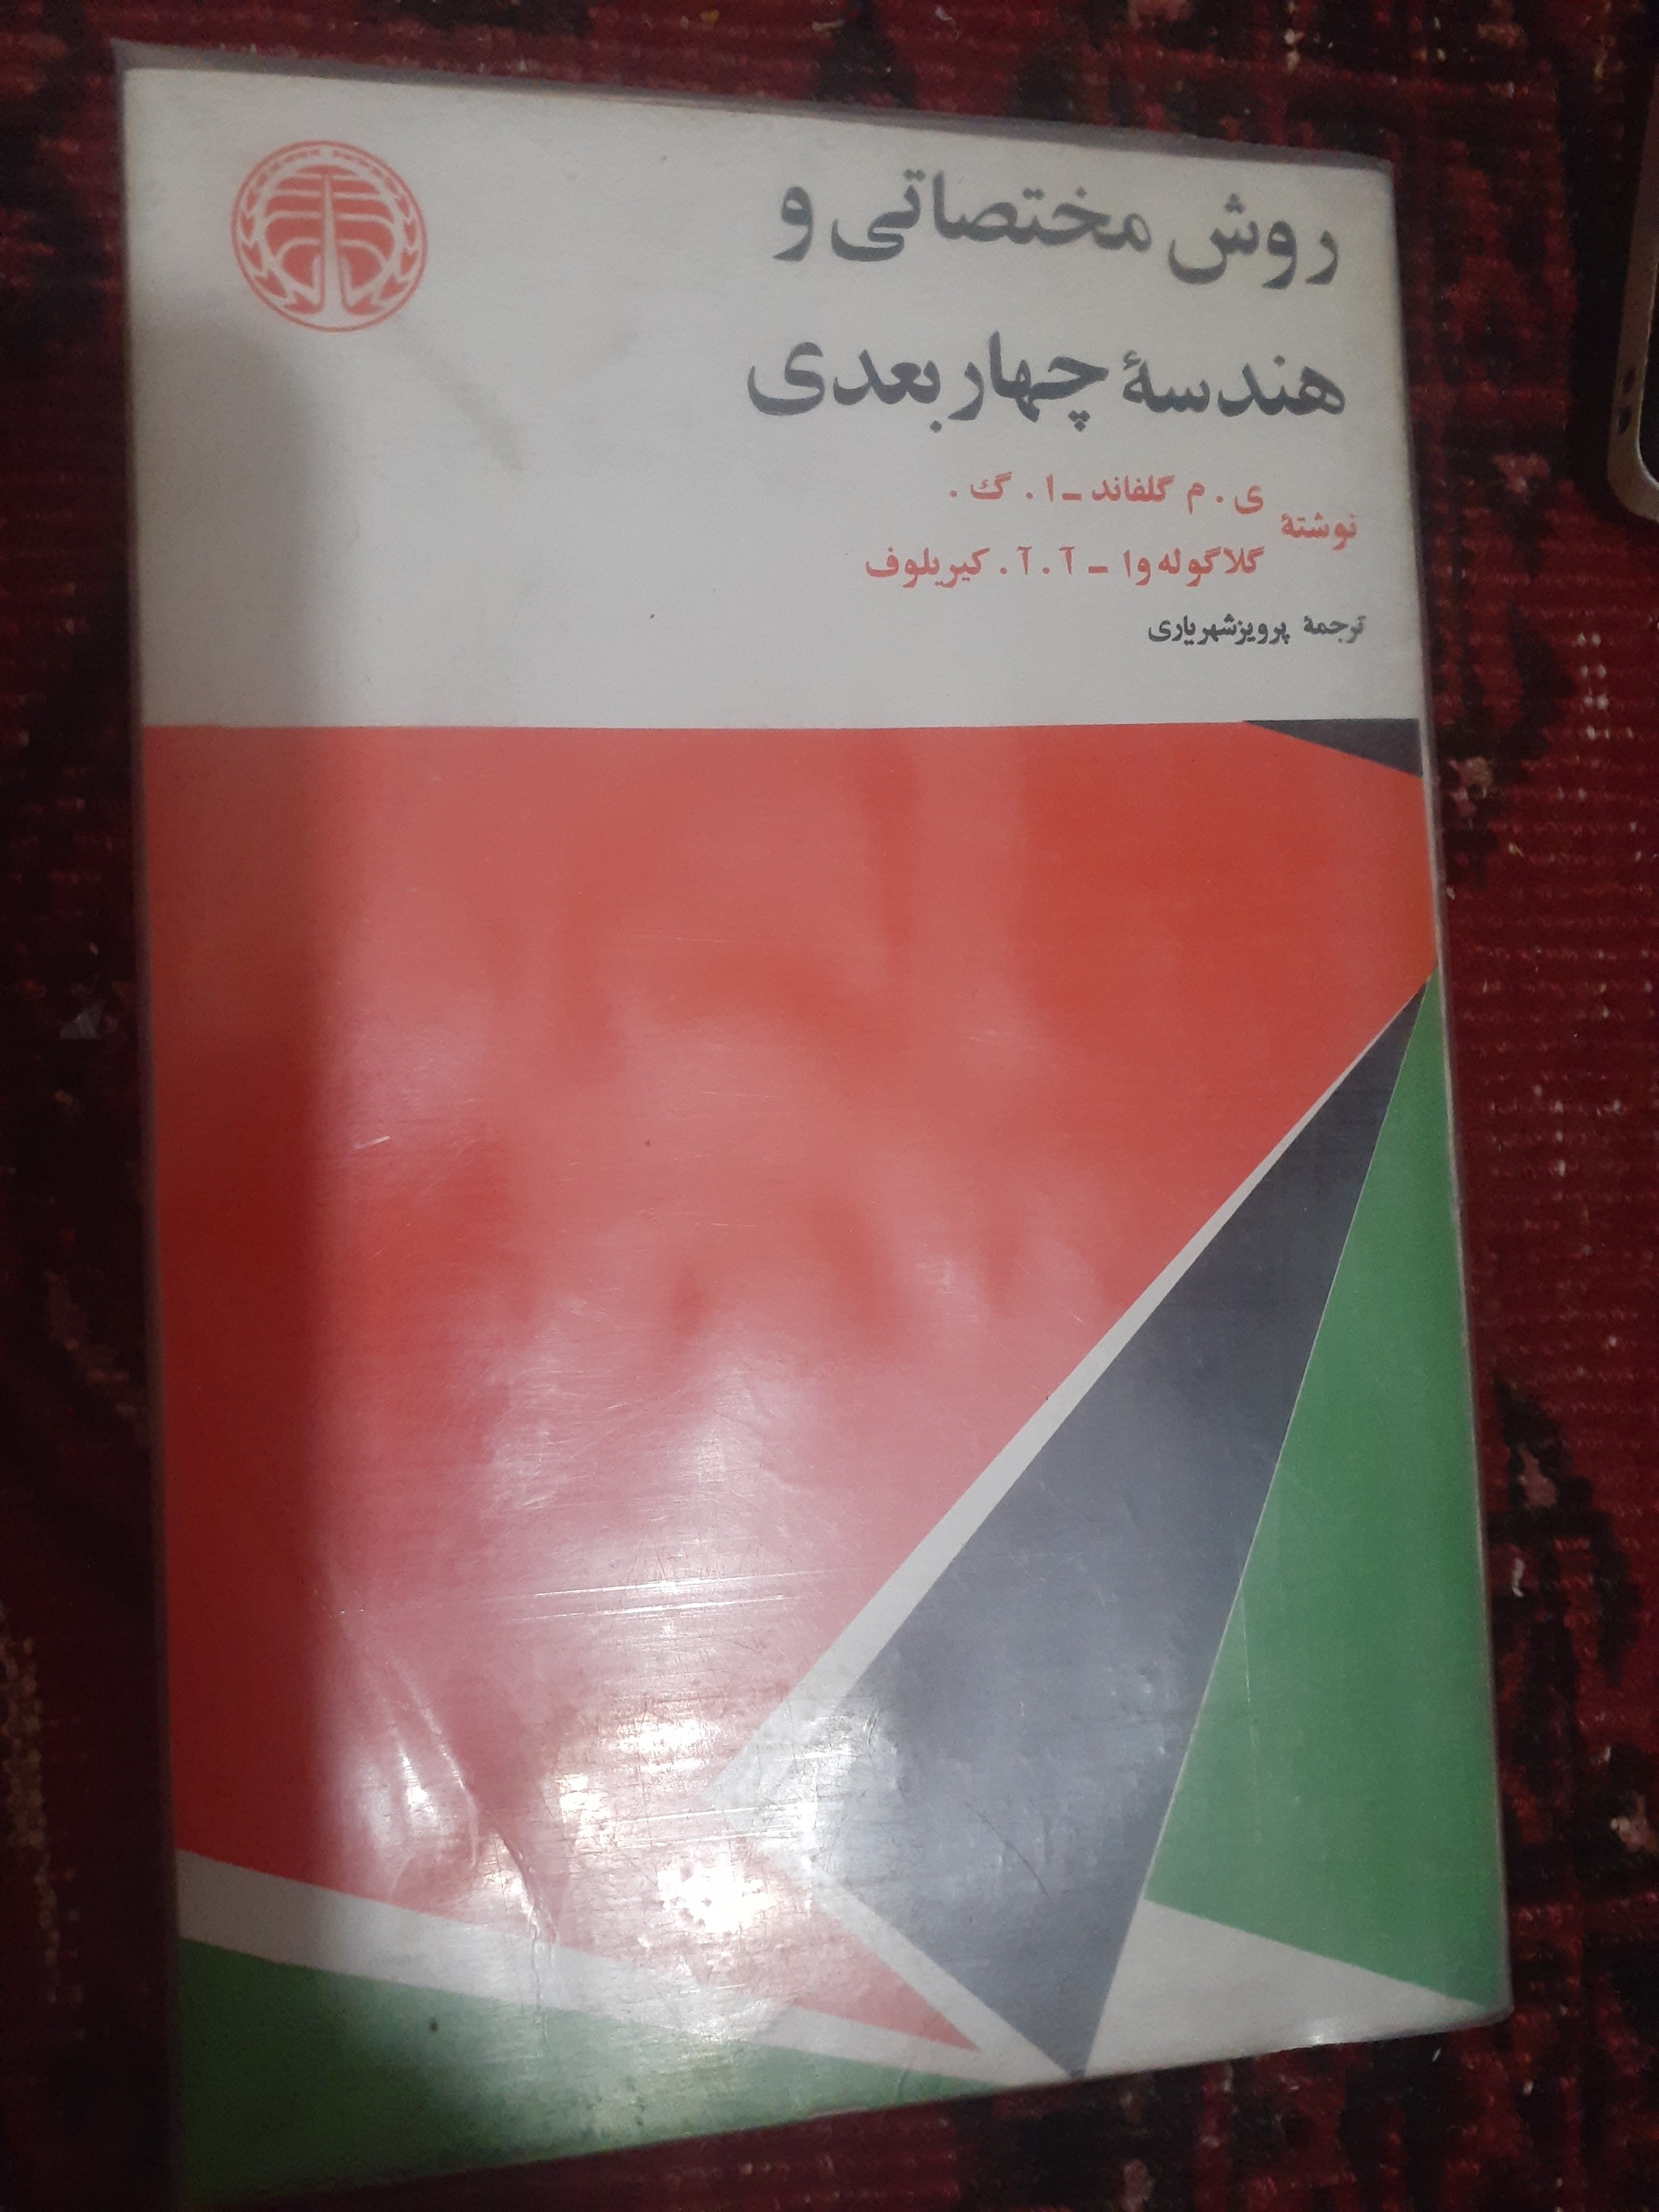 روش مختصاتی و
هندسهٔ چهار بعدی
نوشتهٔ
ی. م گلفاند ـ ا. گ.
گلاگوله وا ـ آ. آ. کیریلوف
ترجمهٔ پرویز شهریاری